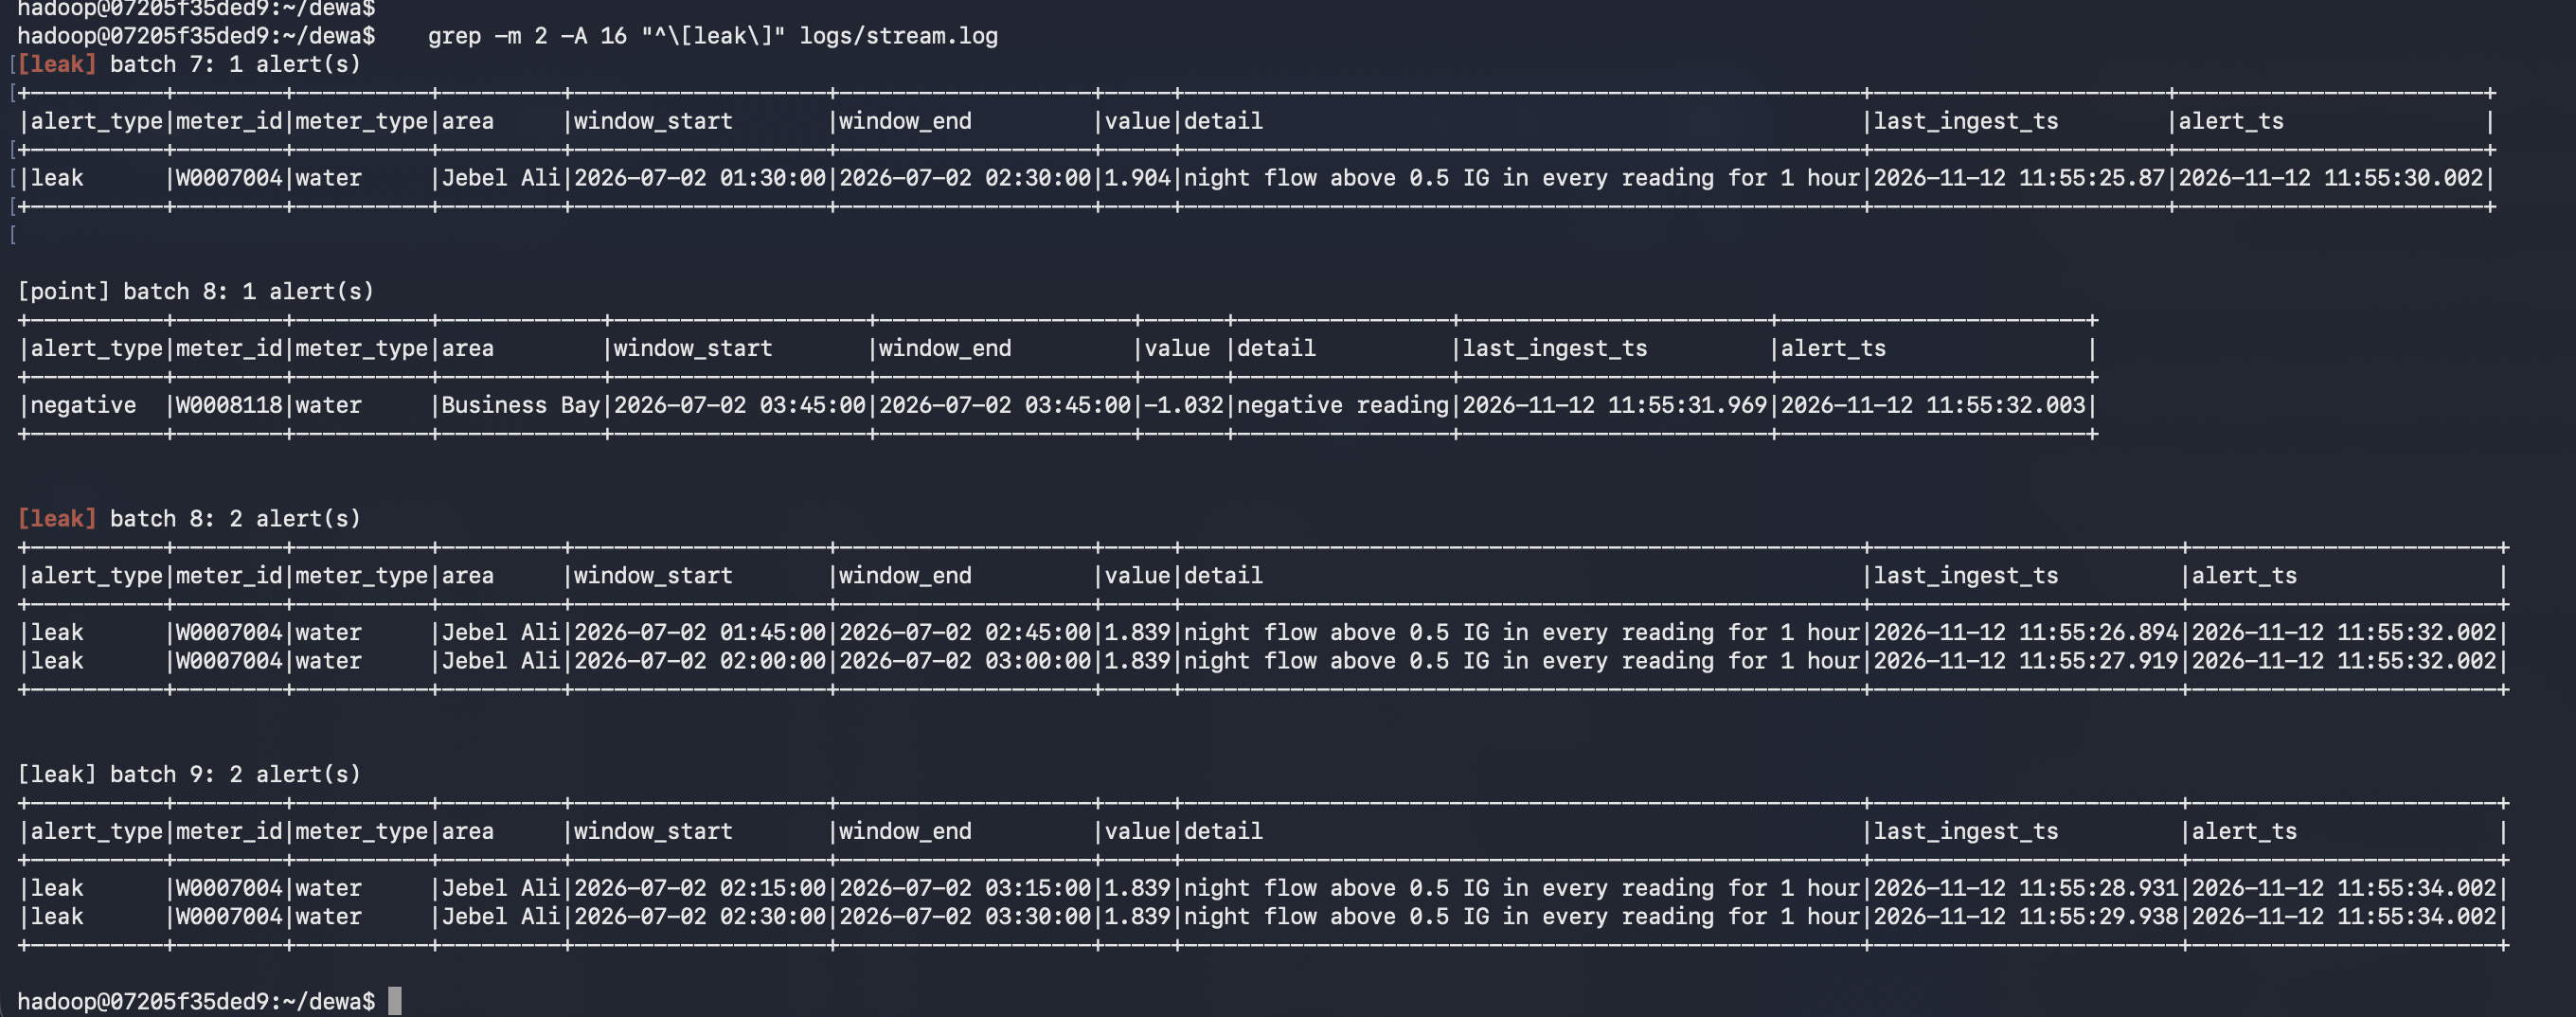 hadoop@07205f35ded9:~/dewa$
hadoop@07205f35ded9:~/dewa$    grep -m 2 -A 16 "^\[leak\]" logs/stream.log
[[leak] batch 7: 1 alert(s)
[+----------+--------+----------+---------+-------------------+-------------------+-----+--------------------------------------------------+----------------------+-----------------------+
|alert_type|meter_id|meter_type|area     |window_start       |window_end         |value|detail                                            |last_ingest_ts        |alert_ts               |
[+----------+--------+----------+---------+-------------------+-------------------+-----+--------------------------------------------------+----------------------+-----------------------+
[|leak      |W0007004|water     |Jebel Ali|2026-07-02 01:30:00|2026-07-02 02:30:00|1.904|night flow above 0.5 IG in every reading for 1 hour|2026-11-12 11:55:25.87|2026-11-12 11:55:30.002|
[+----------+--------+----------+---------+-------------------+-------------------+-----+--------------------------------------------------+----------------------+-----------------------+
[
[point] batch 8: 1 alert(s)
+----------+--------+----------+------------+-------------------+-------------------+------+----------------+-----------------------+-----------------------+
|alert_type|meter_id|meter_type|area        |window_start       |window_end         |value |detail          |last_ingest_ts         |alert_ts               |
+----------+--------+----------+------------+-------------------+-------------------+------+----------------+-----------------------+-----------------------+
|negative  |W0008118|water     |Business Bay|2026-07-02 03:45:00|2026-07-02 03:45:00|-1.032|negative reading|2026-11-12 11:55:31.969|2026-11-12 11:55:32.003|
+----------+--------+----------+------------+-------------------+-------------------+------+----------------+-----------------------+-----------------------+
[leak] batch 8: 2 alert(s)
+----------+--------+----------+---------+-------------------+-------------------+-----+--------------------------------------------------+-----------------------+-----------------------+
|alert_type|meter_id|meter_type|area     |window_start       |window_end         |value|detail                                            |last_ingest_ts         |alert_ts               |
+----------+--------+----------+---------+-------------------+-------------------+-----+--------------------------------------------------+-----------------------+-----------------------+
|leak      |W0007004|water     |Jebel Ali|2026-07-02 01:45:00|2026-07-02 02:45:00|1.839|night flow above 0.5 IG in every reading for 1 hour|2026-11-12 11:55:26.894|2026-11-12 11:55:32.002|
|leak      |W0007004|water     |Jebel Ali|2026-07-02 02:00:00|2026-07-02 03:00:00|1.839|night flow above 0.5 IG in every reading for 1 hour|2026-11-12 11:55:27.919|2026-11-12 11:55:32.002|
+----------+--------+----------+---------+-------------------+-------------------+-----+--------------------------------------------------+-----------------------+-----------------------+
[leak] batch 9: 2 alert(s)
+----------+--------+----------+---------+-------------------+-------------------+-----+--------------------------------------------------+-----------------------+-----------------------+
|alert_type|meter_id|meter_type|area     |window_start       |window_end         |value|detail                                            |last_ingest_ts         |alert_ts               |
+----------+--------+----------+---------+-------------------+-------------------+-----+--------------------------------------------------+-----------------------+-----------------------+
|leak      |W0007004|water     |Jebel Ali|2026-07-02 02:15:00|2026-07-02 03:15:00|1.839|night flow above 0.5 IG in every reading for 1 hour|2026-11-12 11:55:28.931|2026-11-12 11:55:34.002|
|leak      |W0007004|water     |Jebel Ali|2026-07-02 02:30:00|2026-07-02 03:30:00|1.839|night flow above 0.5 IG in every reading for 1 hour|2026-11-12 11:55:29.938|2026-11-12 11:55:34.002|
+----------+--------+----------+---------+-------------------+-------------------+-----+--------------------------------------------------+-----------------------+-----------------------+
hadoop@07205f35ded9:~/dewa$